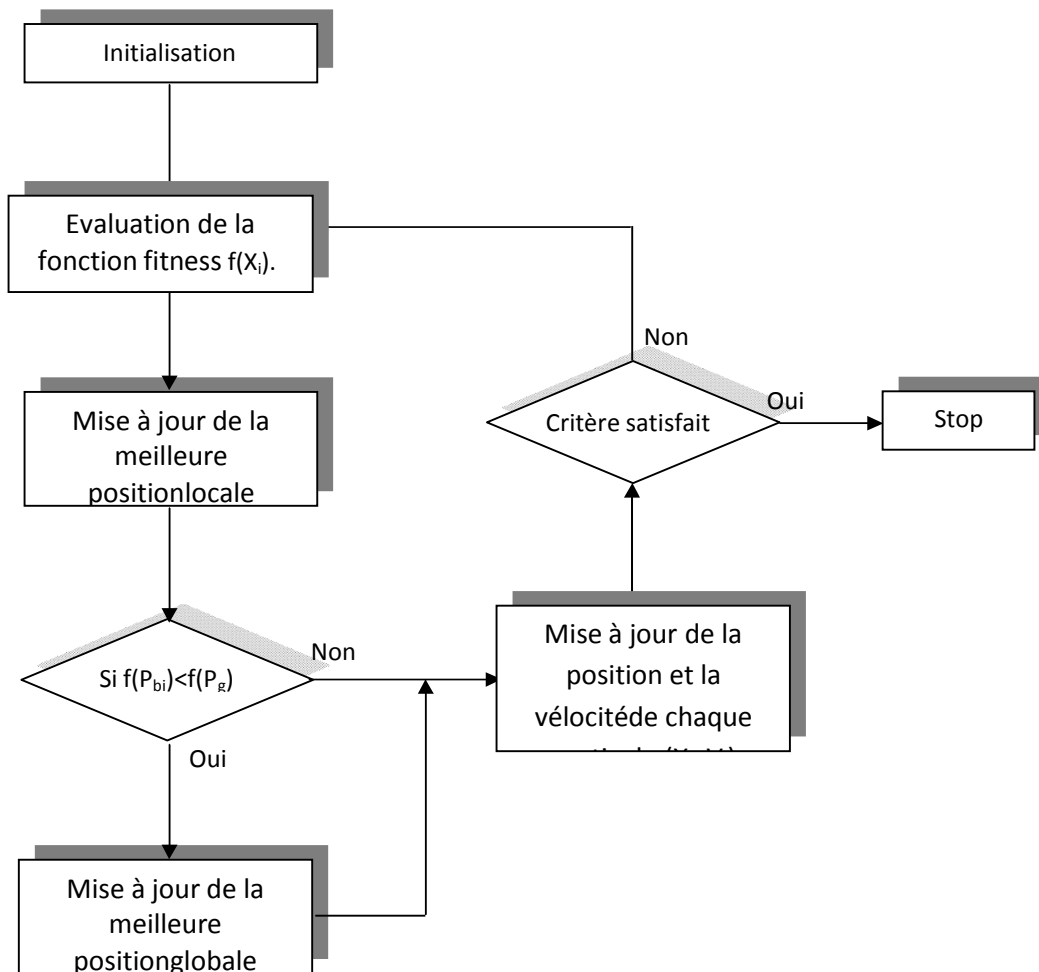 Initialisation
Evaluation de la
fonction fitness f(Xi).
Mise à jour de la
meilleure
positionlocale
Si f(Pbi)<f(Pg)
Non
Oui
Mise à jour de la
meilleure
positionglobale
Mise à jour de la
position et la
vélocitéde chaque
Critère satisfait
Non
Oui
Stop